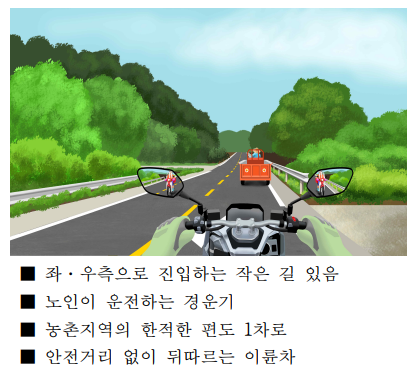 ■ 좌·우측으로 진입하는 작은 길 있음
■ 노인이 운전하는 경운기
■ 농촌지역의 한적한 편도 1차로
■ 안전거리 없이 뒤따르는 이륜차